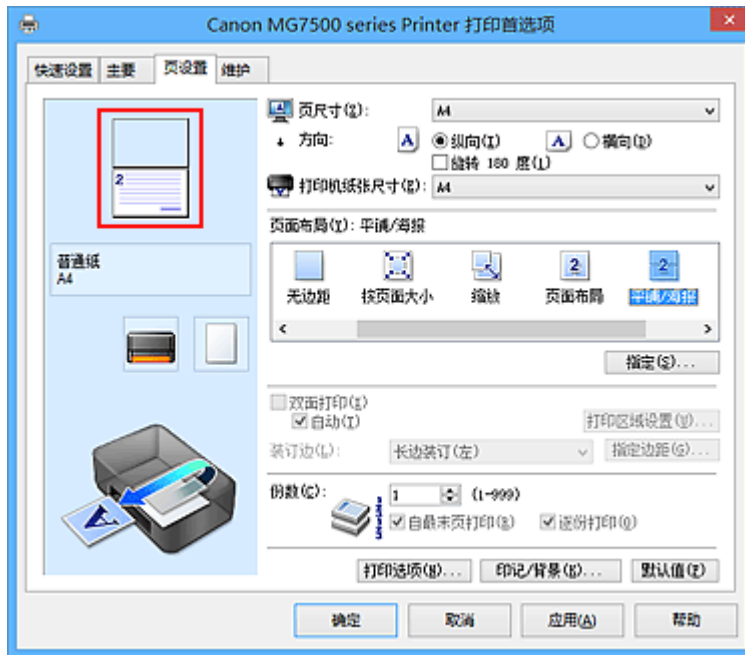 Canon MG7500 series Printer 打印首选项
快速设置 主要 页设置 维护
2
普通纸
A4
页尺寸(Z): A4
方向: A 纵向(I) A 横向(D)
旋转 180 度(L)
打印机纸张尺寸(E): A4
页面布局(Y): 平铺/海报
2 2
无边距 按页面大小 缩放 页面布局 平铺/海报
指定(S)...
双面打印(X)
自动(T) 打印区域设置(U)...
装订边(L): 长边装订(左) 指定边距(G)...
份数(C): 1 (1-999)
自最末页打印(R) 逐份打印(O)
打印选项(N)... 印记/背景(K)... 默认值(F)
A
确定 取消 应用(A) 帮助